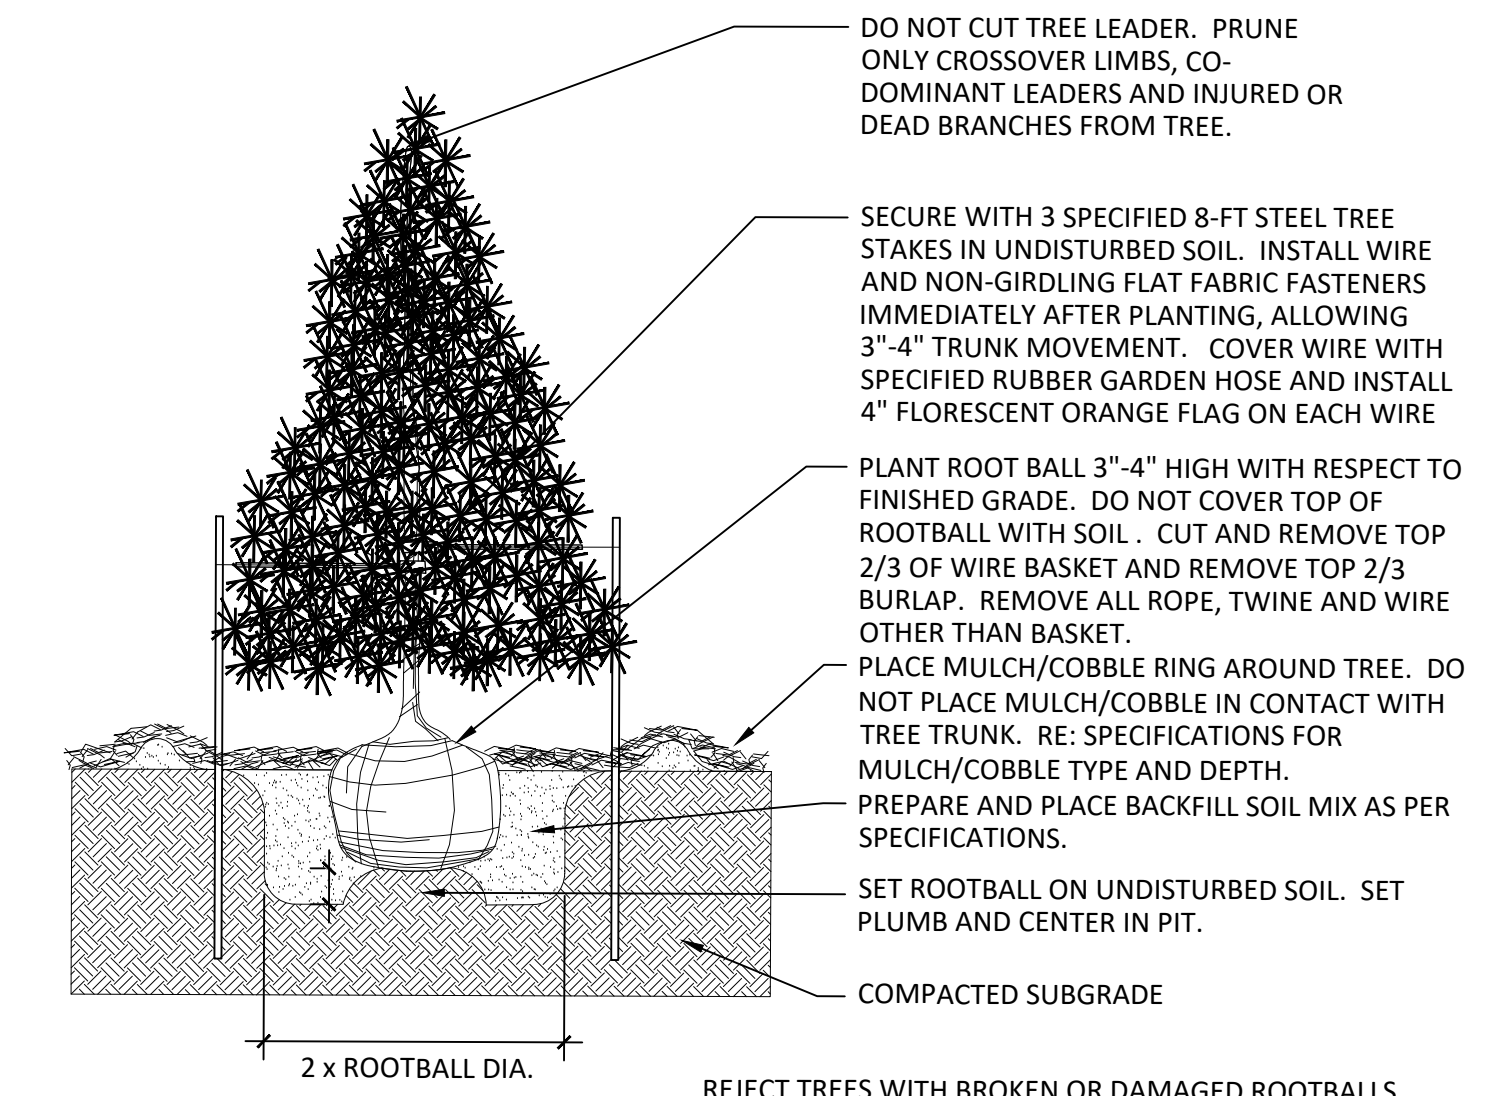 DO NOT CUT TREE LEADER. PRUNE
ONLY CROSSOVER LIMBS, CO-
DOMINANT LEADERS AND INJURED OR
DEAD BRANCHES FROM TREE.
SECURE WITH 3 SPECIFIED 8-FT STEEL TREE
STAKES IN UNDISTURBED SOIL. INSTALL WIRE
AND NON-GIRDLING FLAT FABRIC FASTENERS
IMMEDIATELY AFTER PLANTING, ALLOWING
3"-4" TRUNK MOVEMENT. COVER WIRE WITH
SPECIFIED RUBBER GARDEN HOSE AND INSTALL
4" FLORESCENT ORANGE FLAG ON EACH WIRE
PLANT ROOT BALL 3"-4" HIGH WITH RESPECT TO
FINISHED GRADE. DO NOT COVER TOP OF
ROOTBALL WITH SOIL . CUT AND REMOVE TOP
2/3 OF WIRE BASKET AND REMOVE TOP 2/3
BURLAP. REMOVE ALL ROPE, TWINE AND WIRE
OTHER THAN BASKET.
PLACE MULCH/COBBLE RING AROUND TREE. DO
NOT PLACE MULCH/COBBLE IN CONTACT WITH
TREE TRUNK. RE: SPECIFICATIONS FOR
MULCH/COBBLE TYPE AND DEPTH.
PREPARE AND PLACE BACKFILL SOIL MIX AS PER
SPECIFICATIONS.
SET ROOTBALL ON UNDISTURBED SOIL. SET
PLUMB AND CENTER IN PIT.
COMPACTED SUBGRADE
2 x ROOTBALL DIA.
REJECT TREES WITH BROKEN OR DAMAGED ROOTBALLS